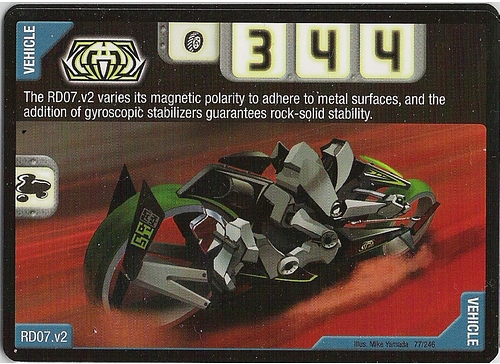 VEHICLE
3 4 4
The RD07.v2 varies its magnetic polarity to adhere to metal surfaces, and the
addition of gyroscopic stabilizers guarantees rock-solid stability.
RD07.v2
Illus. Mike Yamada 77/246
VEHICLE